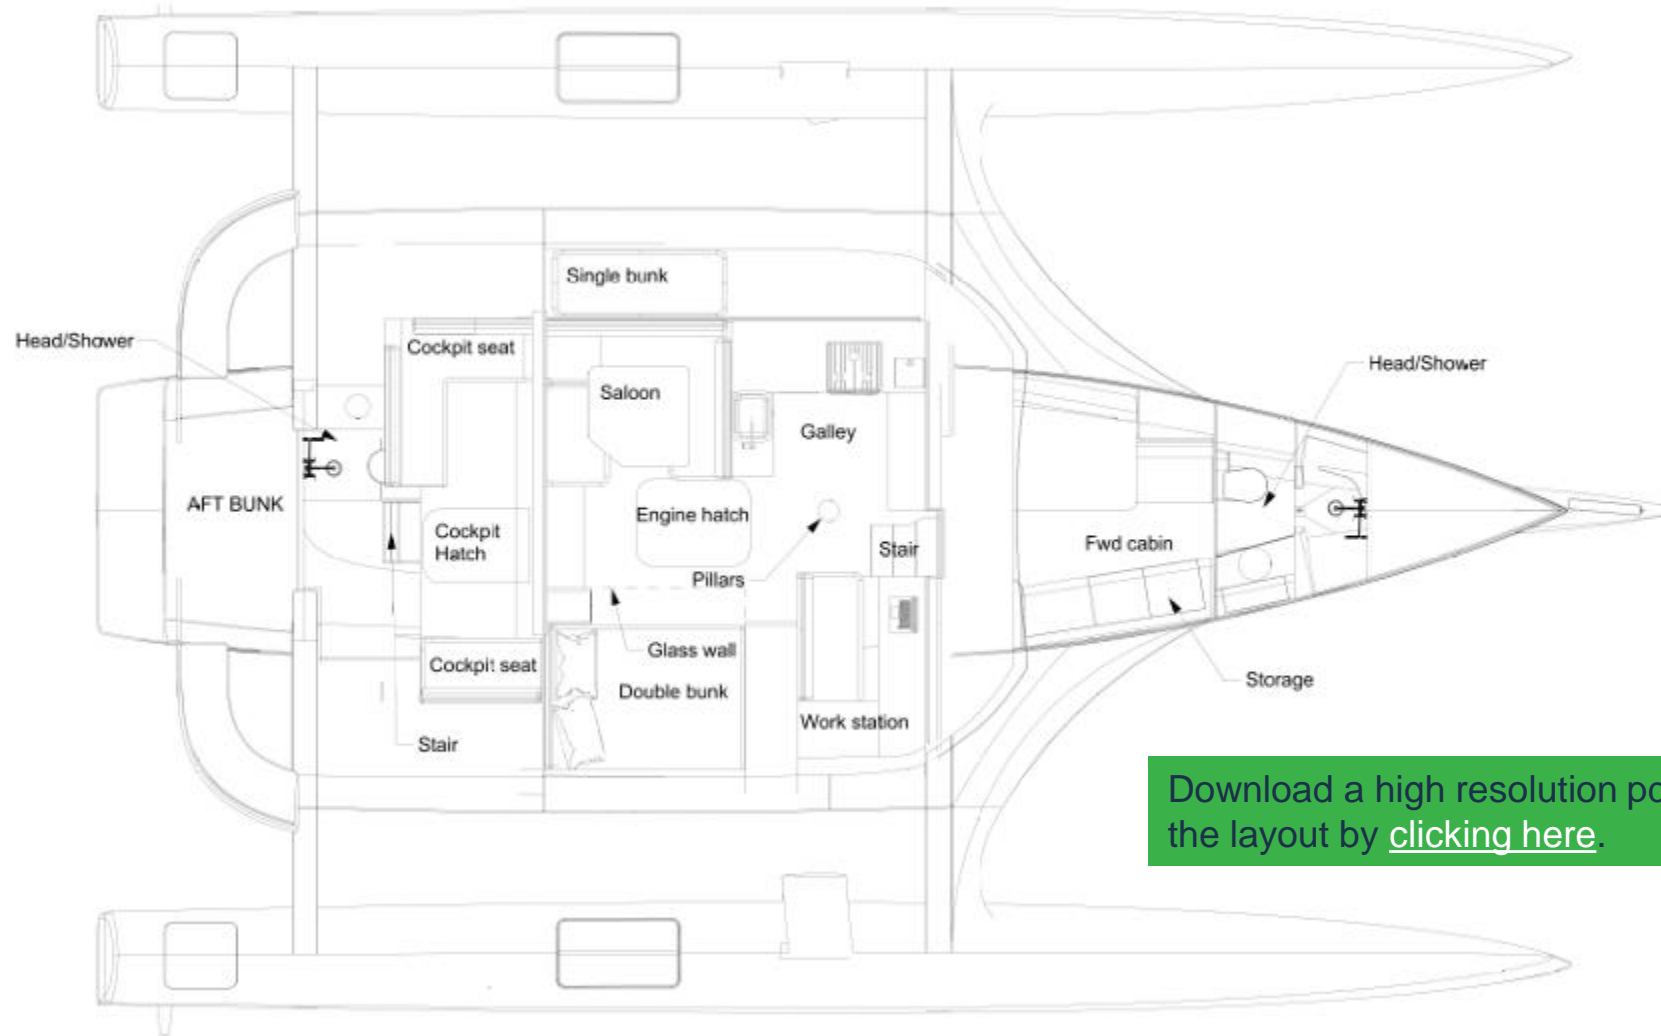 Single bunk
Head/Shower
Cockpit seat
Head/Shower
Saloon
Galley
AFT BUNK
Engine hatch
Cockpit
Hatch
Stair
Fwd cabin
Pillars
Glass wall
Cockpit seat
Storage
Double bunk
Work station
Stair
Download a high resolution
the layout by clicking here.